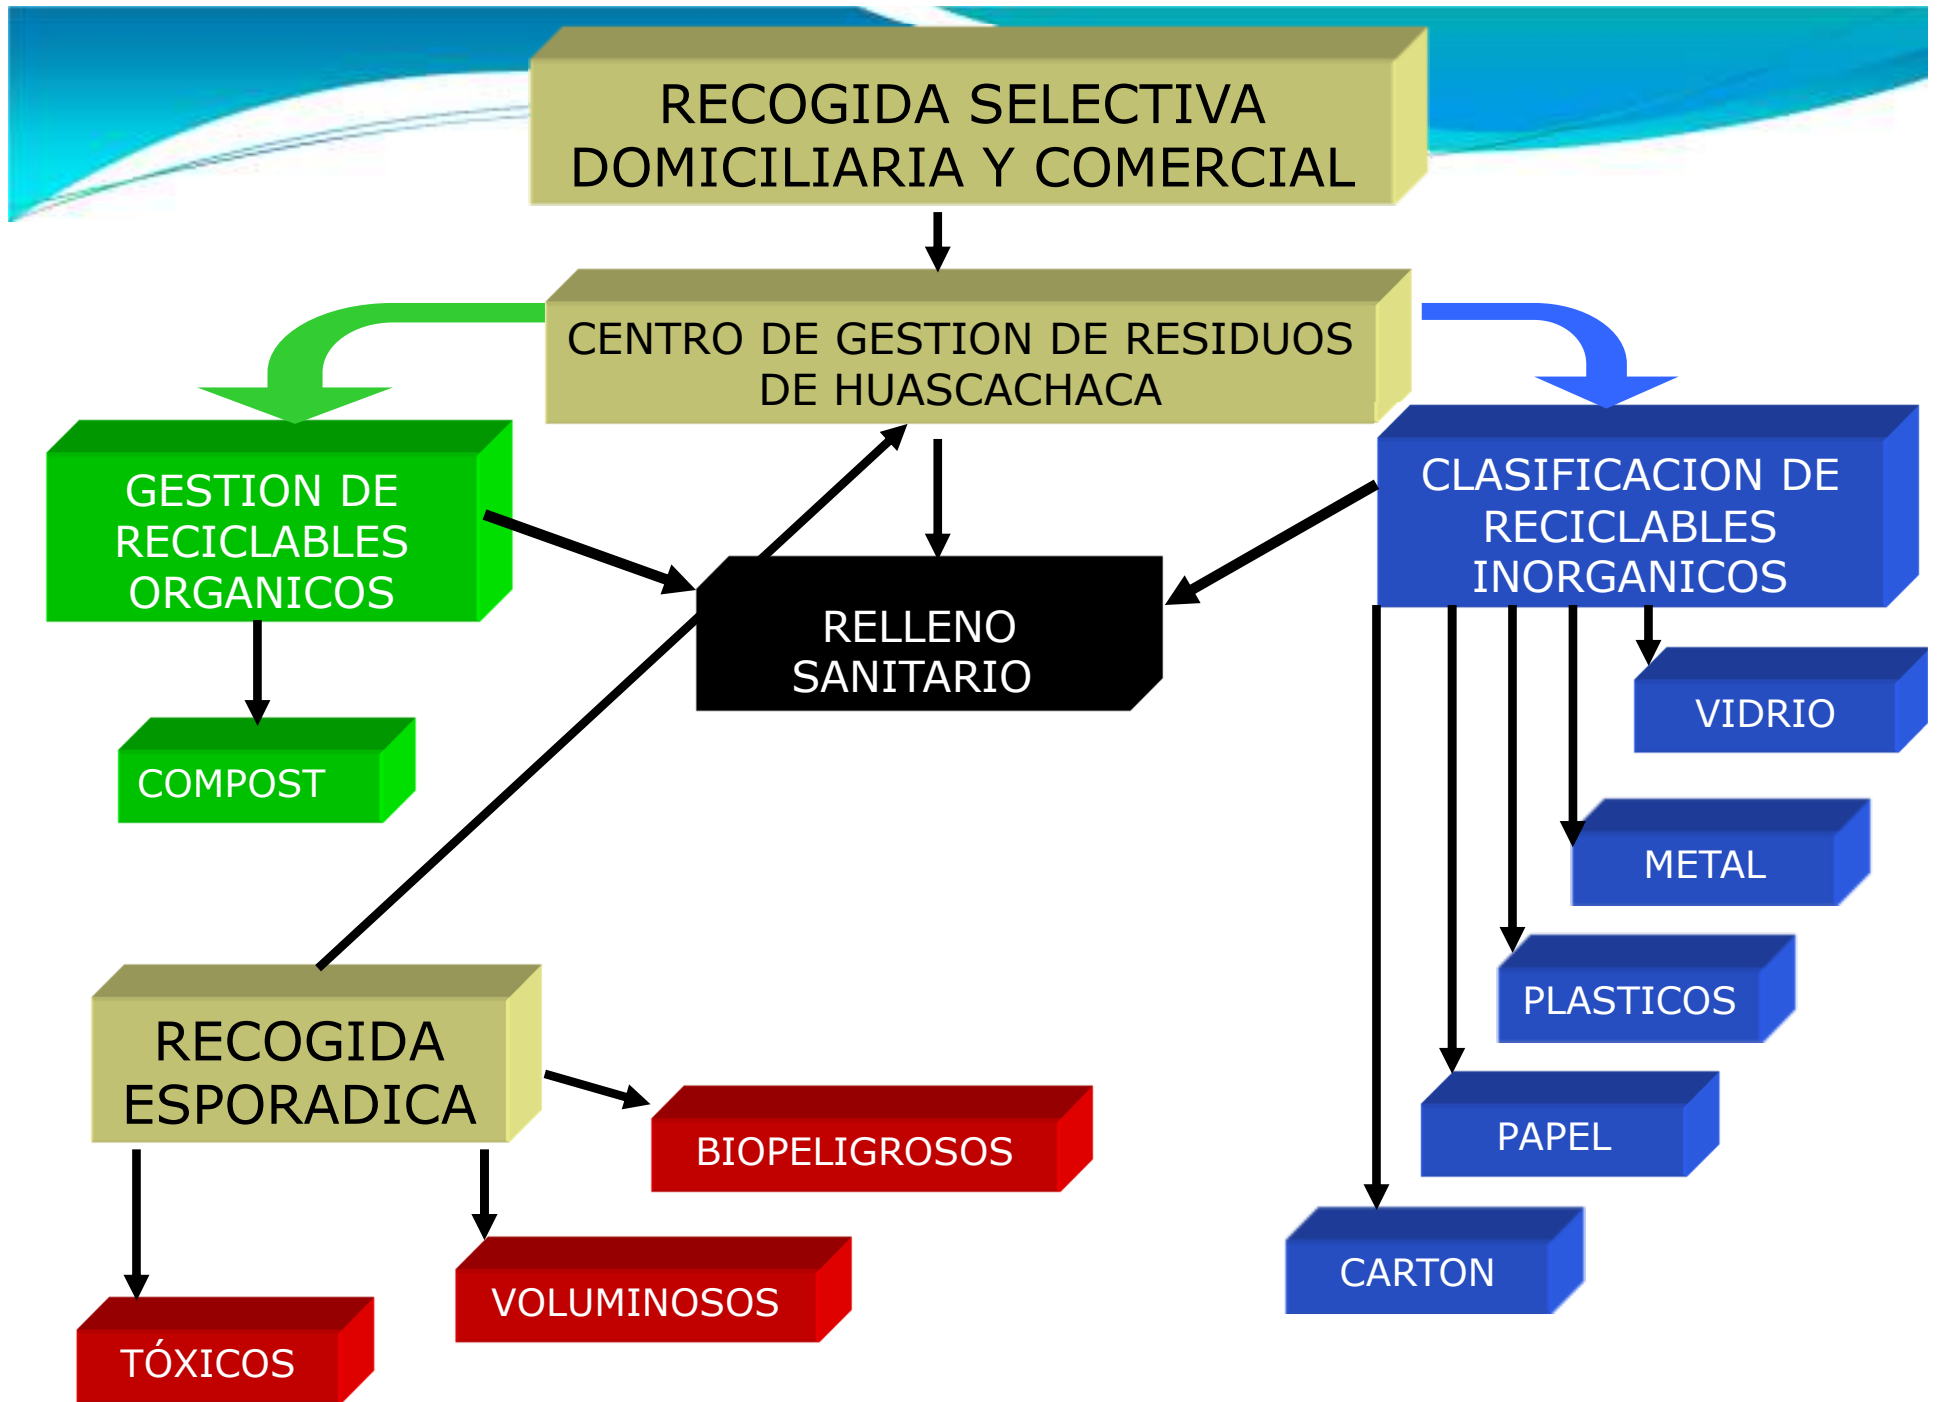 RECOGIDA SELECTIVA
DOMICILIARIA Y COMERCIAL
CENTRO DE GESTION DE RESIDUOS
DE HUASCACHACA
GESTION DE
RECICLABLES
ORGANICOS
CLASIFICACION DE
RECICLABLES
INORGANICOS
RELLENO
SANITARIO
VIDRIO
COMPOST
METAL
PLASTICOS
RECOGIDA
ESPORADICA
PAPEL
BIOPELIGROSOS
CARTON
VOLUMINOSOS
TÓXICOS